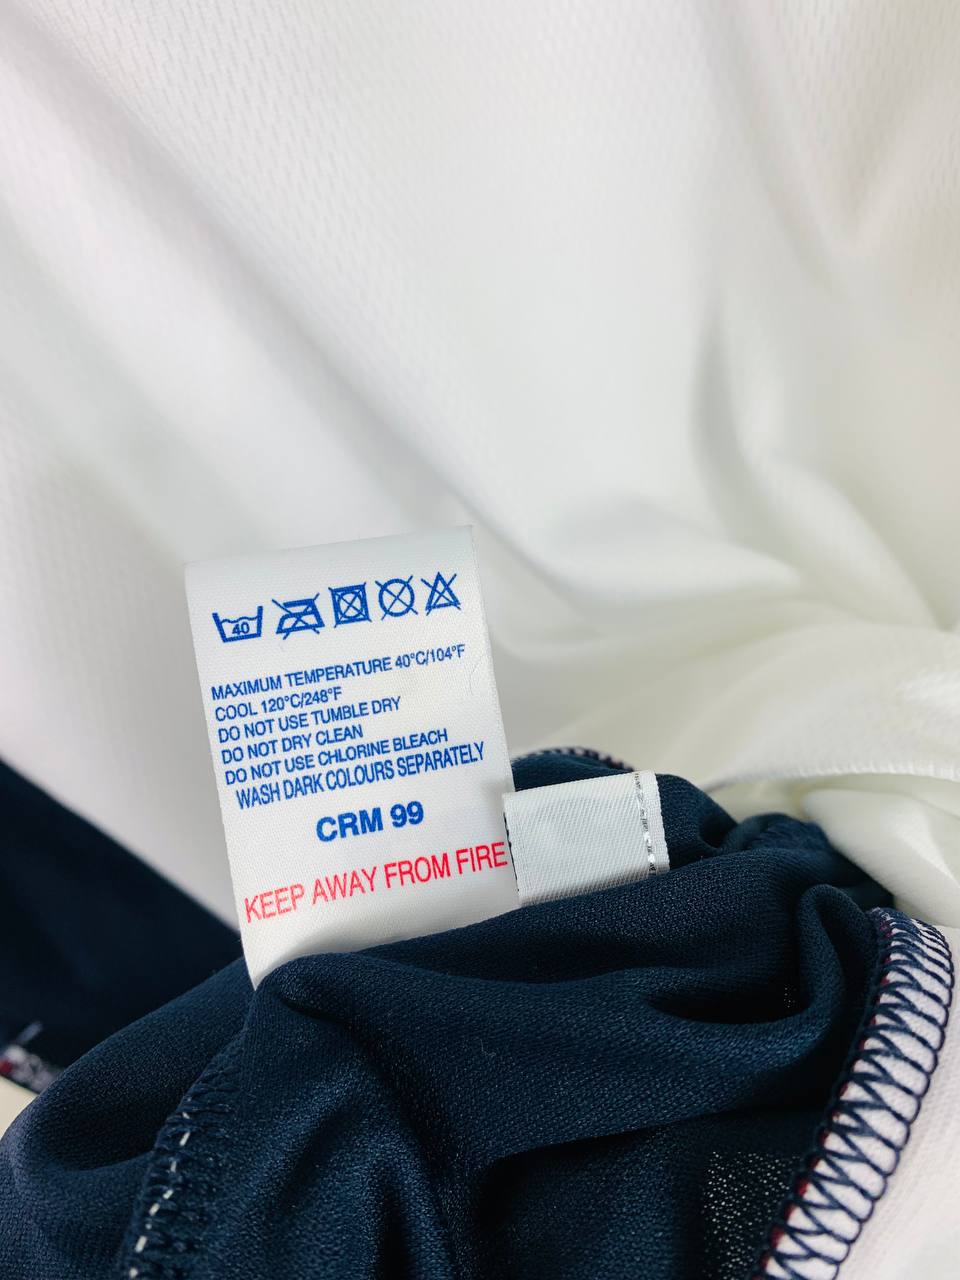 40
MAXIMUM TEMPERATURE 40°C/104°F
COOL 120°C/248°F
DO NOT USE TUMBLE DRY
DO NOT DRY CLEAN
DO NOT USE CHLORINE BLEACH
WASH DARK COLOURS SEPARATELY
CRM 99
KEEP AWAY FROM FIRE